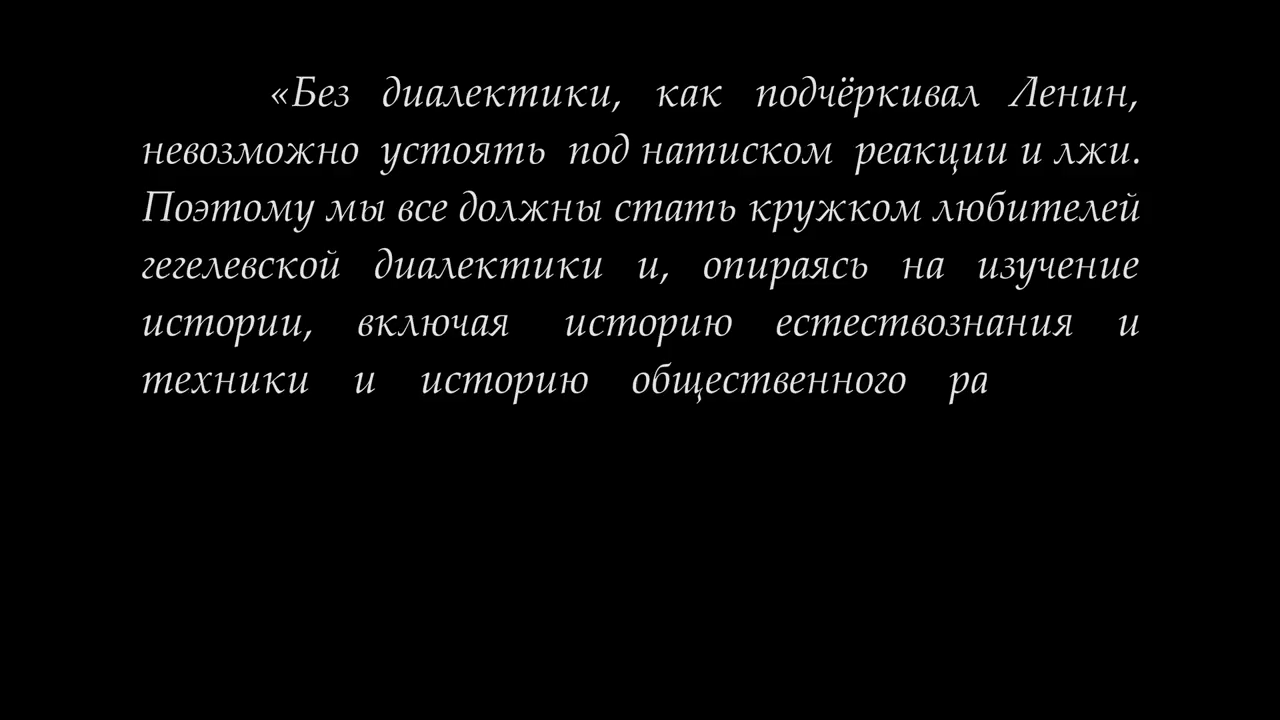 «Без диалектики, как подчёркивал Ленин,
невозможно устоять под натиском реакции и лжи.
Поэтому мы все должны стать кружком любителей
гегелевской диалектики и, опираясь на изучение
истории, включая историю естествознания и
техники и историю общественного ра